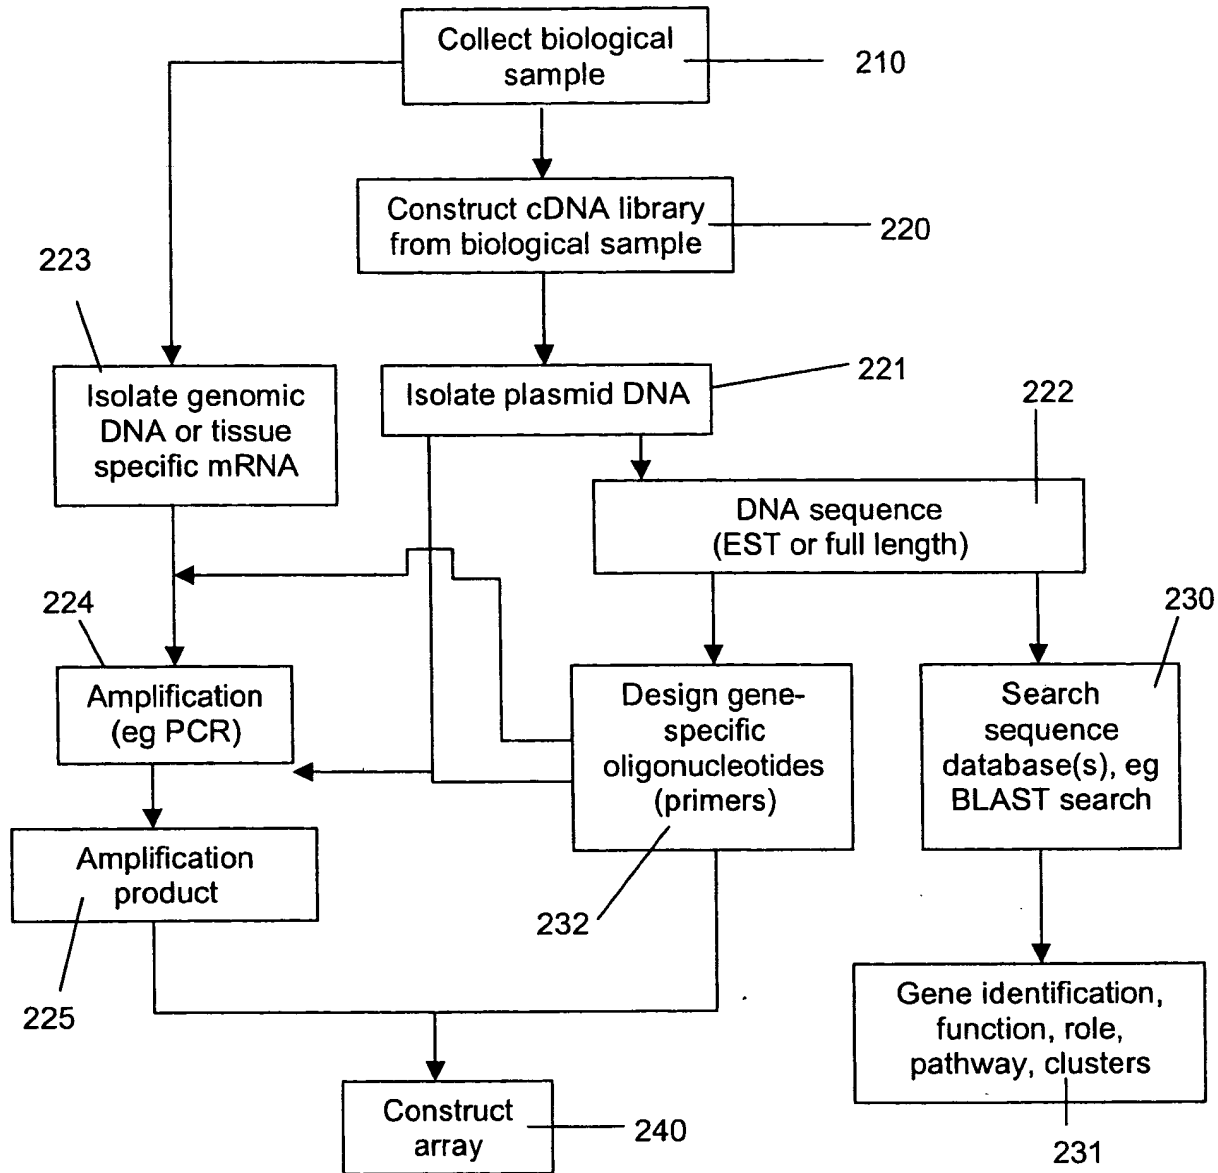 Collect biological
sample
210
Construct cDNA library
from biological sample
220
223
Isolate genomic
DNA or tissue
specific mRNA
Isolate plasmid DNA
221
222
DNA sequence
(EST or full length)
224
Amplification
(eg PCR)
Design gene-
specific
oligonucleotides
(primers)
232
230
Search
sequence
database(s), eg
BLAST search
Amplification
product
225
Gene identification,
function, role,
pathway, clusters
231
Construct
array
240